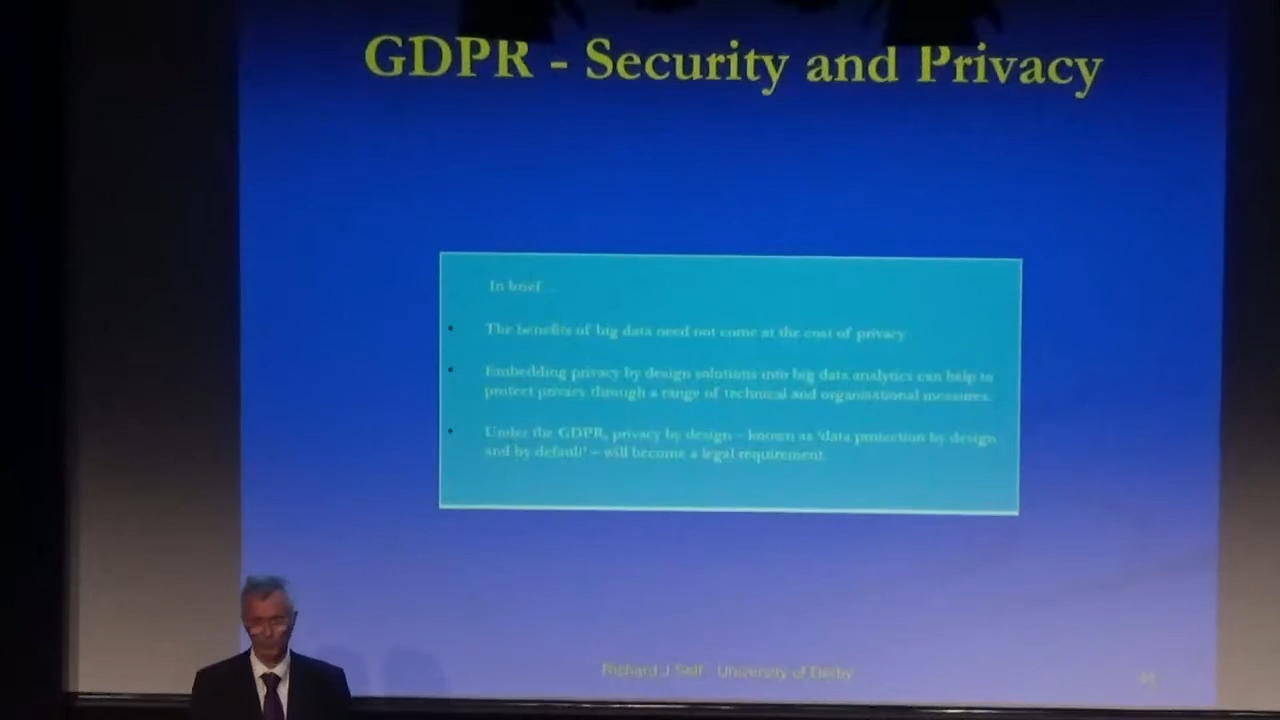 GDPR - Security and Privacy
In brief ...
The benefits of big data need not come at the cost of privacy
Embedding privacy by design solutions into big data analytics can help to
protect privacy through a range of technical and organisational measures.
Under the GDPR, privacy by design – known as 'data protection by design
and by default' – will become a legal requirement.
Richard J Self University of Derby